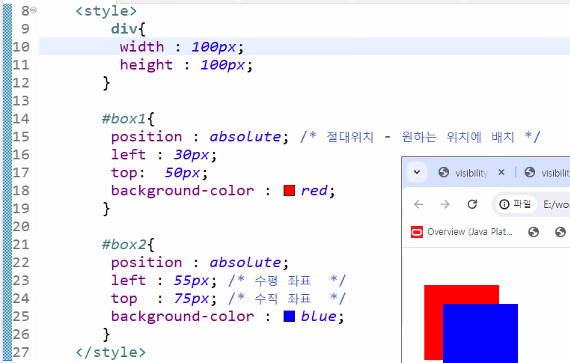 8 <style>
9 div{
10 width : 100px;
11 height : 100px;
12 }
13
14 #box1{
15 position : absolute; /* 절대위치 - 원하는 위치에 배치 */
16 left : 30px;
17 top: 50px;
18 background-color : red;
19 }
20
21 #box2{
22 position : absolute;
23 left : 55px; /* 수평 좌표 */
24 top : 75px; /* 수직 좌표 */
25 background-color : blue;
26 }
27 </style>
visibility
visibility
파일 E:/wo
Overview (Java Plat...